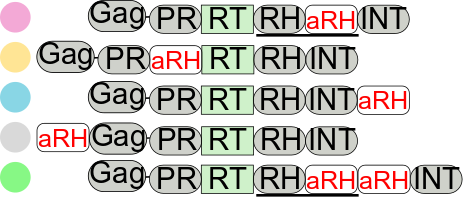 Gag PR RT RH aRH INT
Gag PR aRH RT RH INT
Gag PR RT RH INT aRH
aRH Gag PR RT RH INT
Gag PR RT RH aRH aRH INT